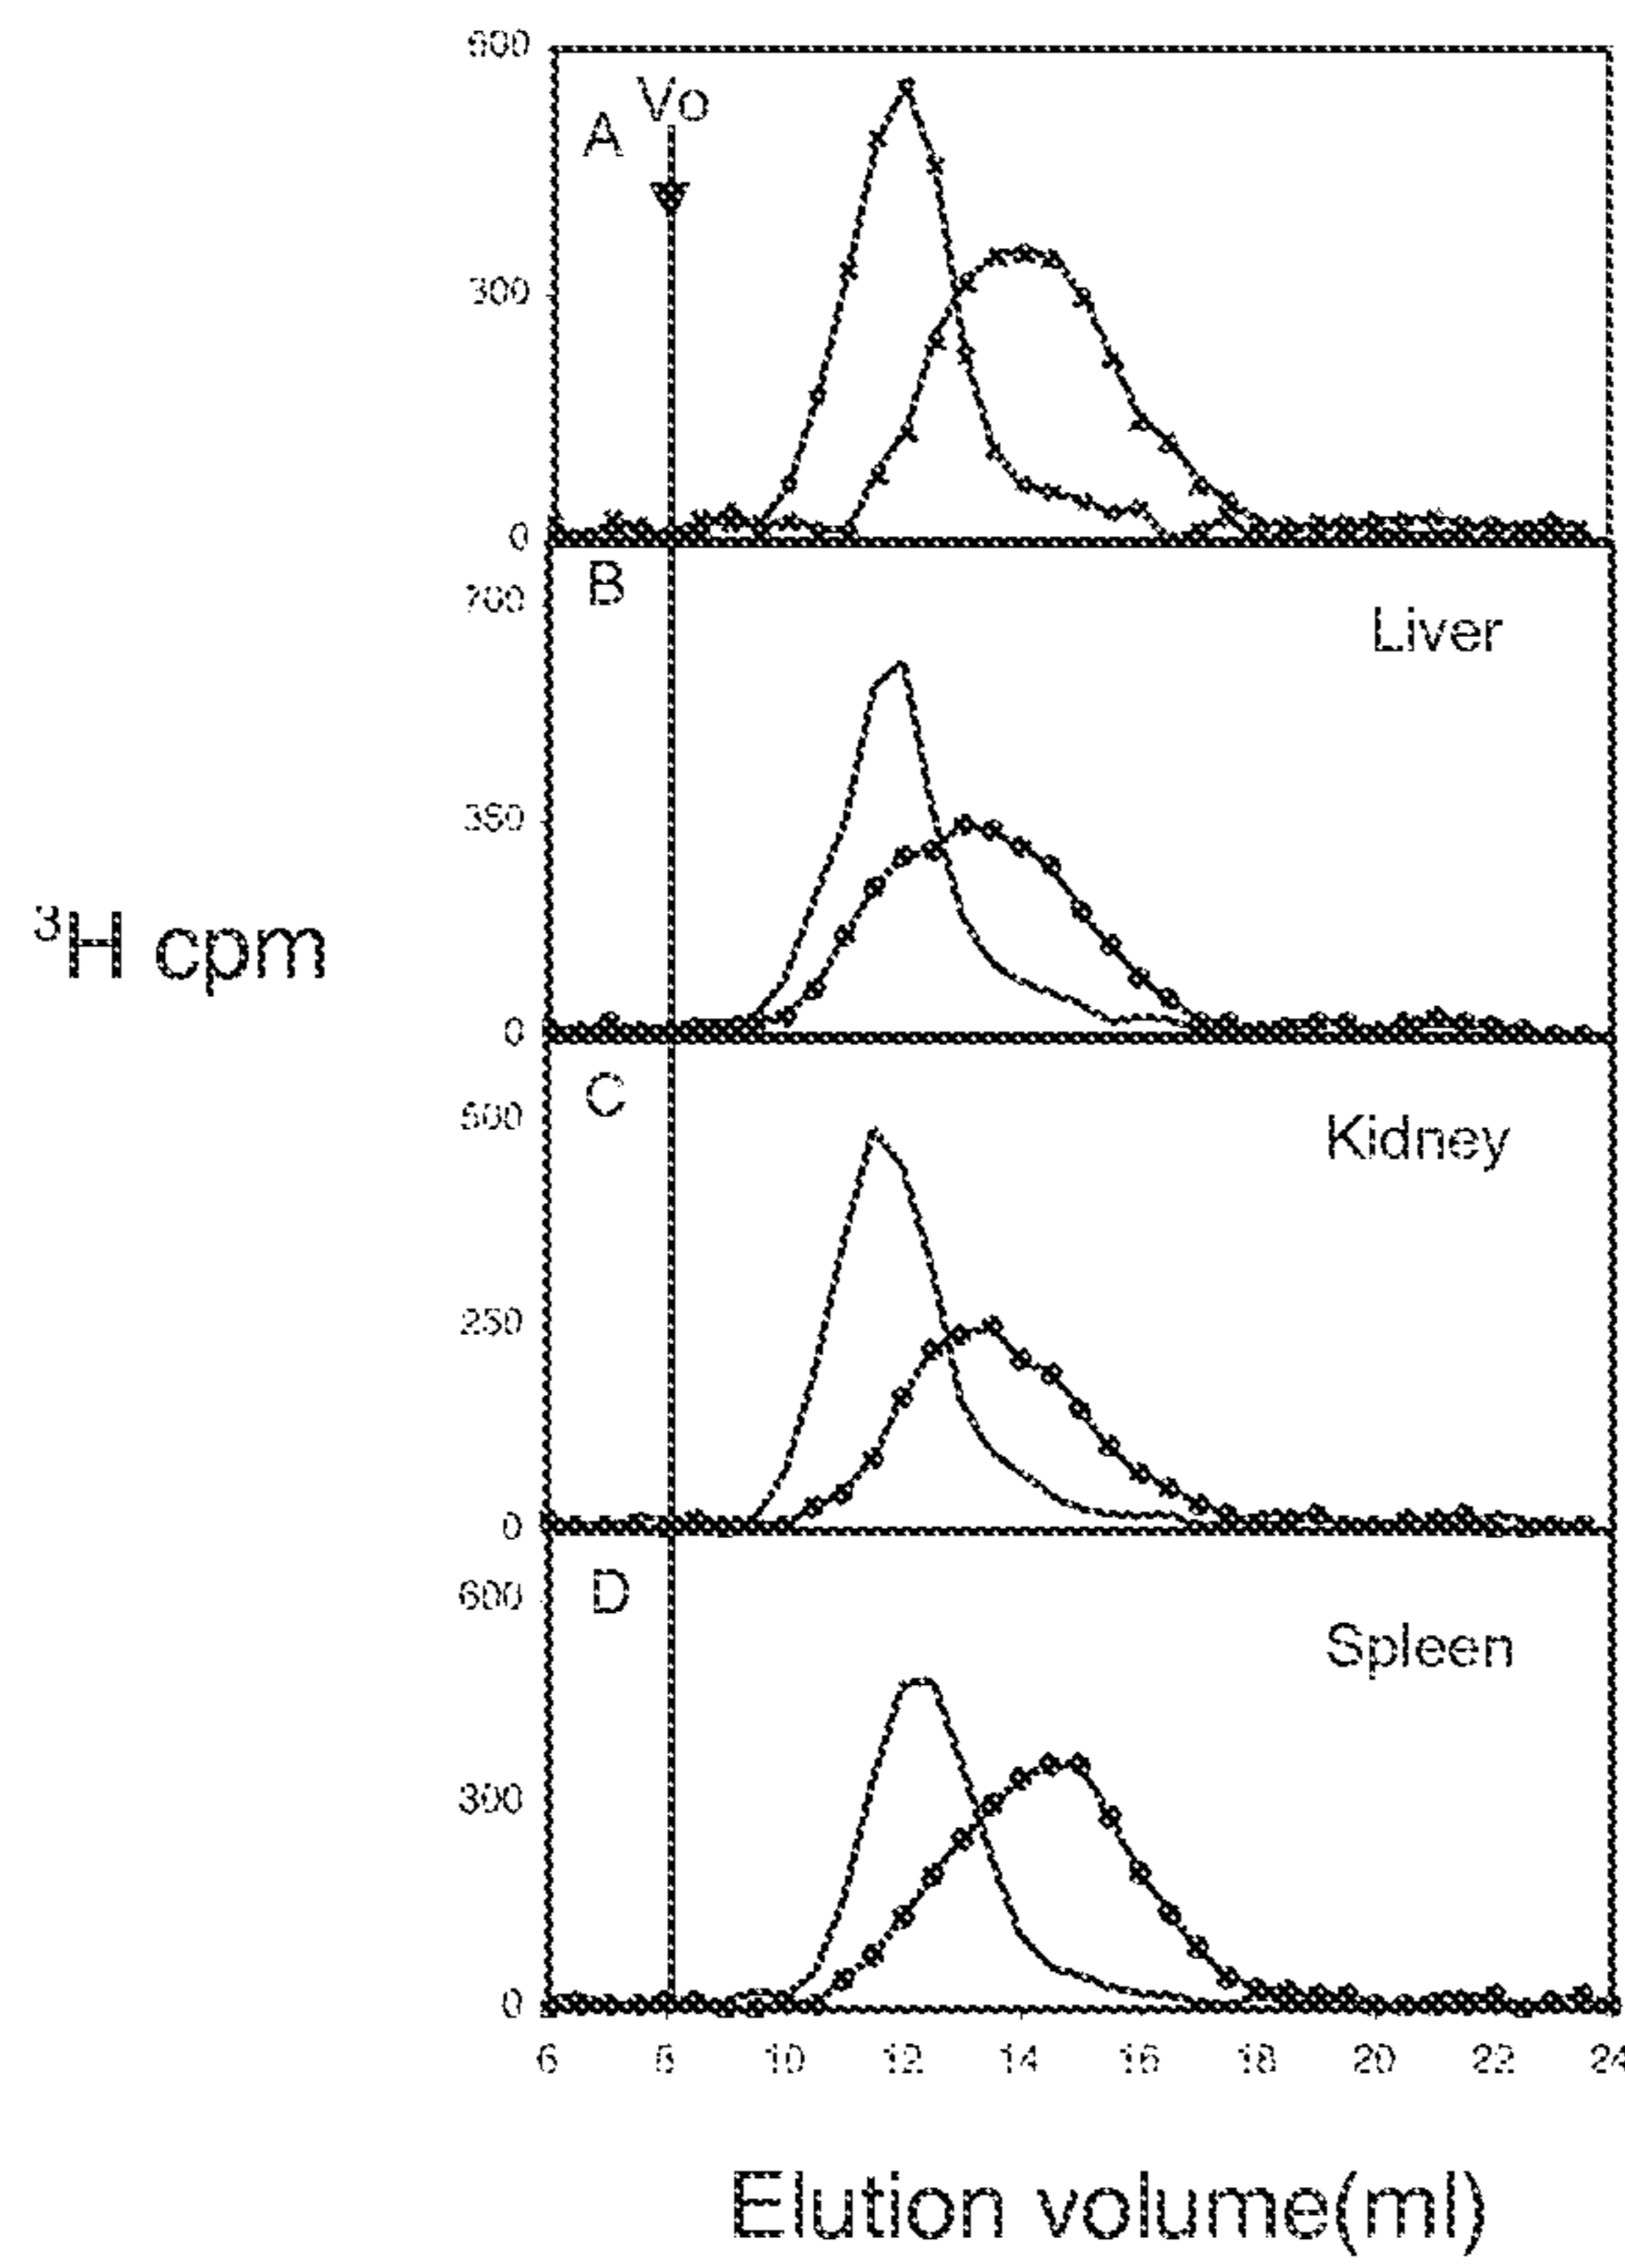 600
Vo
A
300
0
B
700
Liver
350
0
³H cpm
C
500
Kidney
250
0
D
600
Spleen
300
0
6 8 10 12 14 16 18 20 22 24
Elution volume(ml)